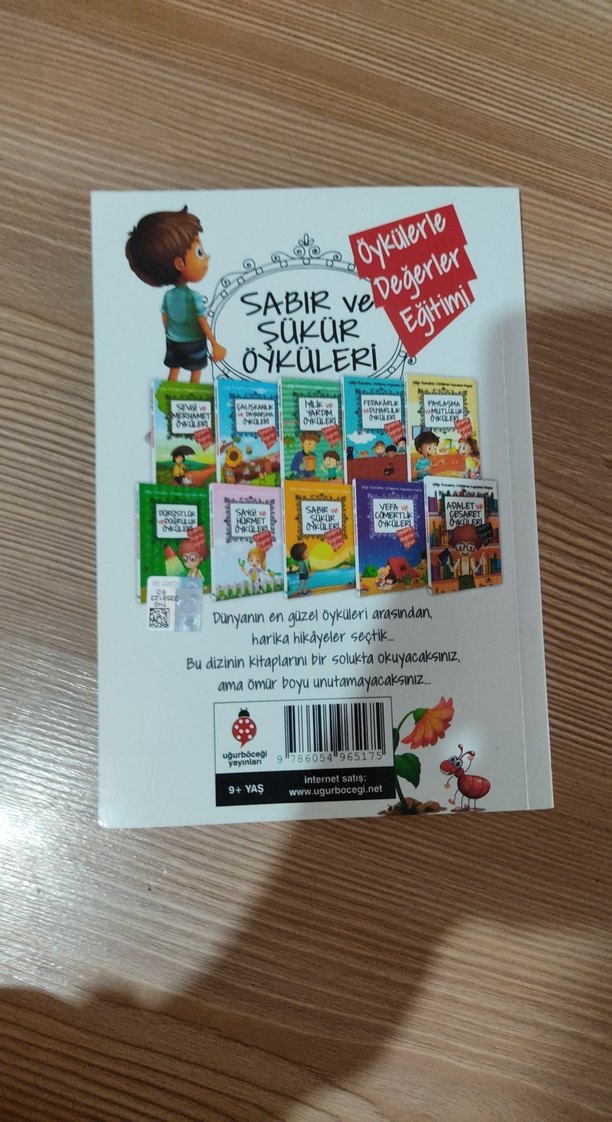 Öykülerle
Değerler
Eğitimi
SABIR ve
ŞÜKÜR
ÖYKÜLERİ
SEVGİ ve
MERHAMET
ÖYKÜLERİ
ÇALIŞKANLIK
ve DAYANIŞMA
ÖYKÜLERİ
İYİLİK ve
YARDIM
ÖYKÜLERİ
FEDAKÂRLIK
ve DUYARLILIK
ÖYKÜLERİ
PAYLAŞMA
ve MUTLULUK
ÖYKÜLERİ
DÜRÜSTLÜK
ve DOĞRULUK
ÖYKÜLERİ
SAYGI ve
HÜRMET
ÖYKÜLERİ
SABIR ve
ŞÜKÜR
ÖYKÜLERİ
VEFA ve
CÖMERTLİK
ÖYKÜLERİ
ADALET ve
CESARET
ÖYKÜLERİ
Dünyanın en güzel öyküleri arasından,
harika hikâyeler seçtik...
Bu dizinin kitaplarını bir solukta okuyacaksınız,
ama ömür boyu unutamayacaksınız...
uğurböceği
yayınları
9 786054 965175
9+ YAŞ
internet satış:
www.ugurbocegi.net